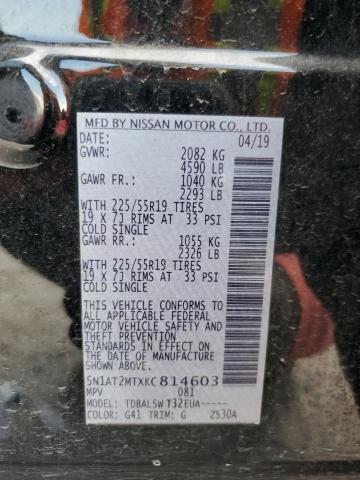 MFD BY NISSAN MOTOR CO., LTD.
DATE: 04/19
GVWR: 2082 KG
4590 LB
GAWR FR.: 1040 KG
2293 LB
WITH 225/55R19 TIRES
19 X 7J RIMS AT 33 PSI
COLD SINGLE
GAWR RR.: 1055 KG
2326 LB
WITH 225/55R19 TIRES
19 X 7J RIMS AT 33 PSI
COLD SINGLE
THIS VEHICLE CONFORMS TO
ALL APPLICABLE FEDERAL
MOTOR VEHICLE SAFETY
AND THEFT PREVENTION
STANDARDS IN EFFECT ON
THE DATE OF MANUFACTURE
SHOWN ABOVE.
5N1AT2MTXKC814603
MPV 081
MODEL: TDBALSW T32EUA-----
COLOR: G41 TRIM: G ZS30A